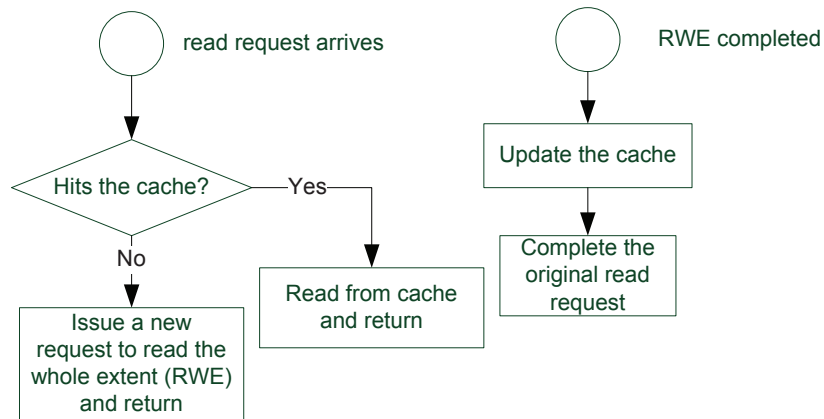 read request arrives
Hits the cache?
Yes
No
Read from cache
and return
Issue a new
request to read the
whole extent (RWE)
and return
RWE completed
Update the cache
Complete the
original read
request